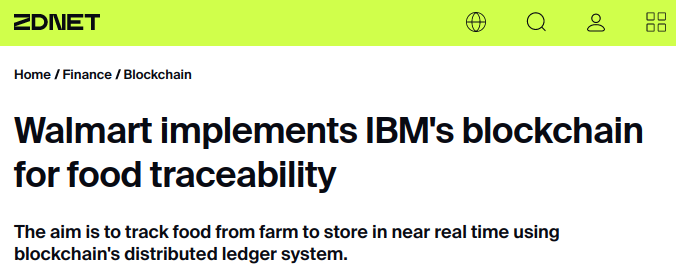 ZDNET
Home / Finance / Blockchain
Walmart implements IBM's blockchain
for food traceability
The aim is to track food from farm to store in near real time using
blockchain's distributed ledger system.